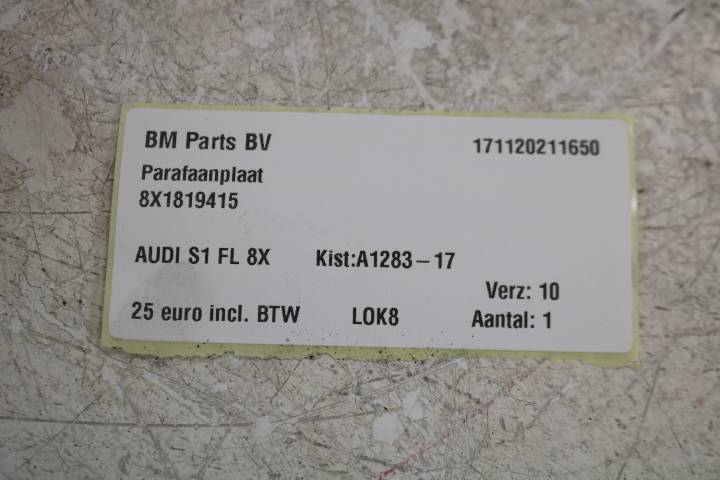 BM Parts BV 171120211650
Parafaanplaat
8X1819415
AUDI S1 FL 8X Kist:A1283-17
Verz: 10
25 euro incl. BTW LOK8 Aantal: 1